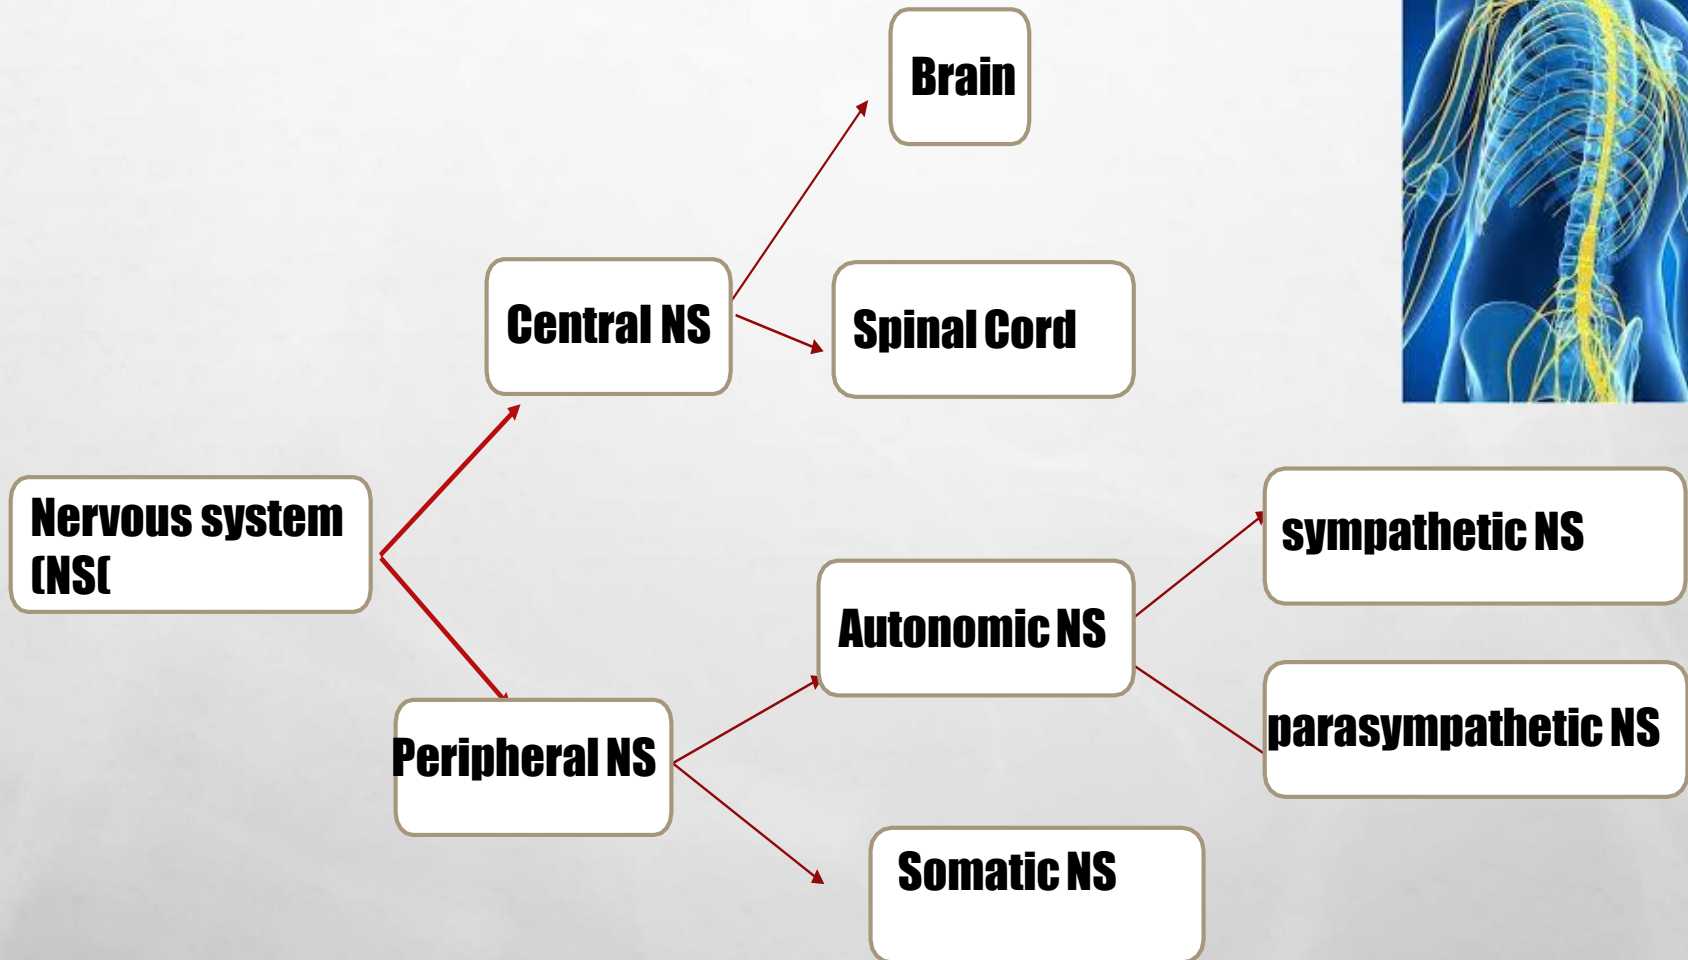 Brain
Central NS
Spinal Cord
Nervous system
(NS(
sympathetic NS
Autonomic NS
parasympathetic NS
Peripheral NS
Somatic NS